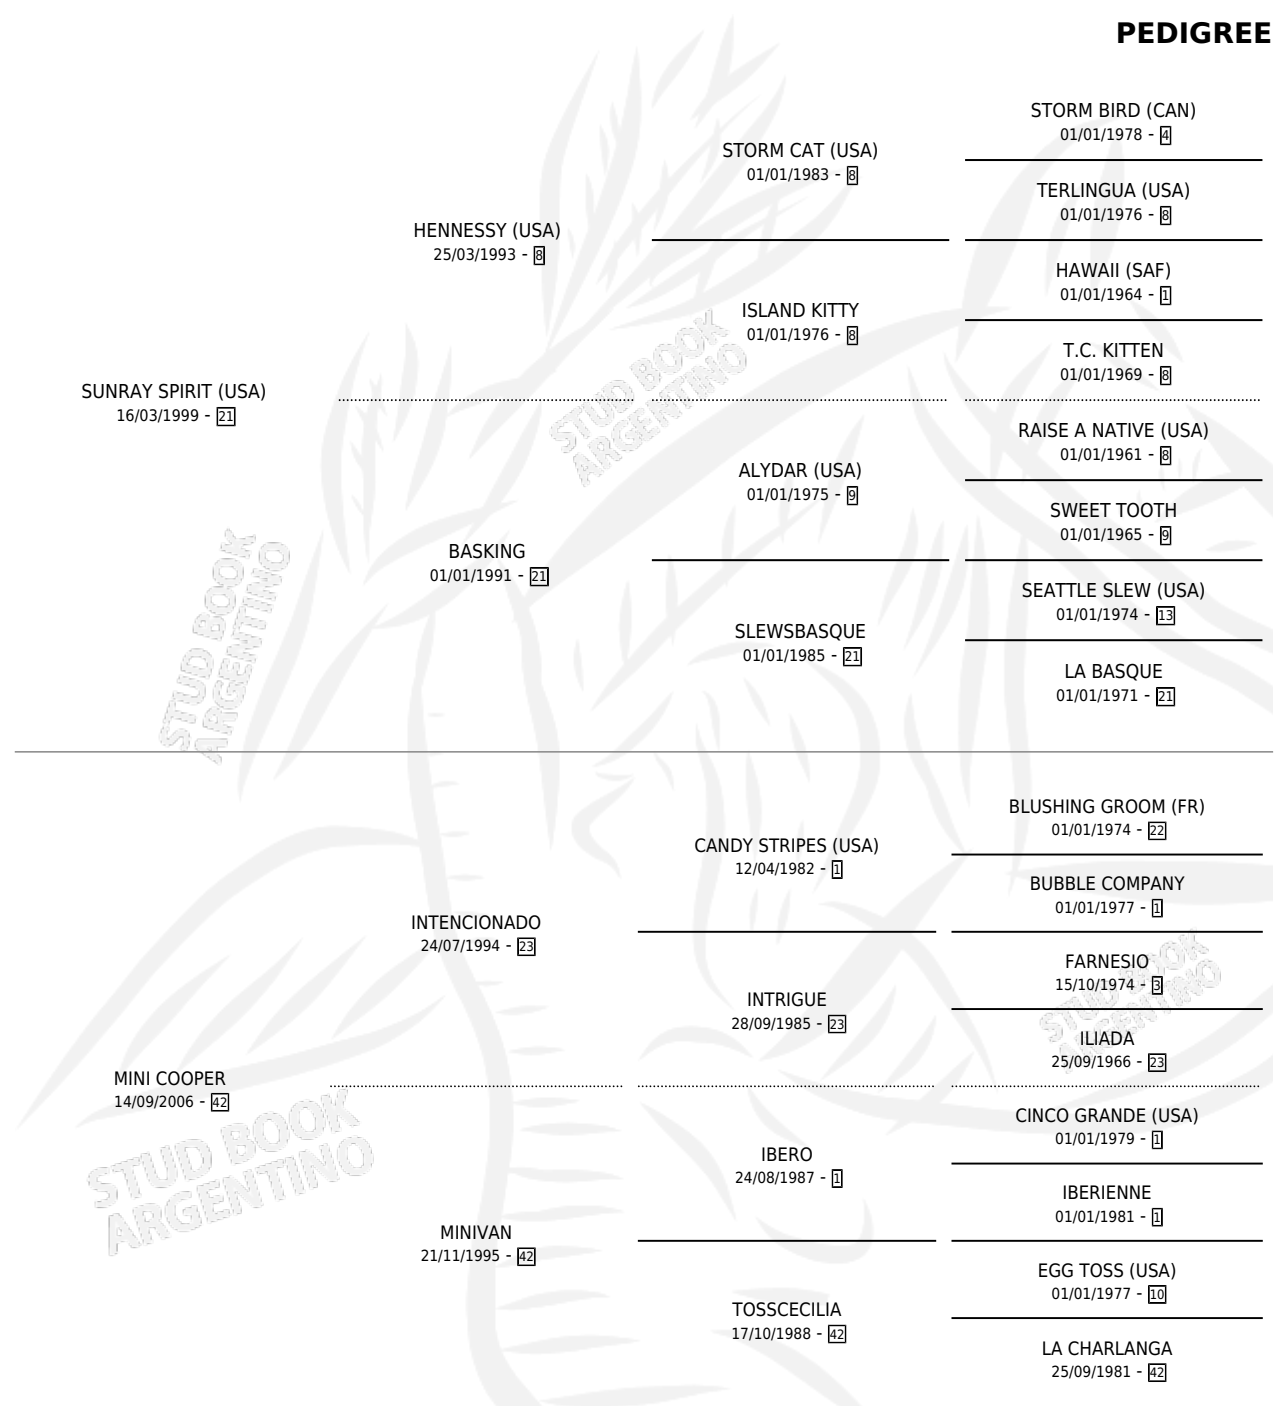 PEDIGREE
STORM BIRD (CAN)
01/01/1978 - 4
STORM CAT (USA)
01/01/1983 - 8
TERLINGUA (USA)
01/01/1976 - 8
HENNESSY (USA)
25/03/1993 - 8
HAWAII (SAF)
01/01/1964 - 1
ISLAND KITTY
01/01/1976 - 8
T.C. KITTEN
01/01/1969 - 8
SUNRAY SPIRIT (USA)
16/03/1999 - 21
RAISE A NATIVE (USA)
01/01/1961 - 8
ALYDAR (USA)
01/01/1975 - 9
SWEET TOOTH
01/01/1965 - 9
BASKING
01/01/1991 - 21
SEATTLE SLEW (USA)
01/01/1974 - 13
SLEWSBASQUE
01/01/1985 - 21
LA BASQUE
01/01/1971 - 21
BLUSHING GROOM (FR)
01/01/1974 - 22
CANDY STRIPES (USA)
12/04/1982 - 1
BUBBLE COMPANY
01/01/1977 - 1
INTENCIONADO
24/07/1994 - 23
FARNESIO
15/10/1974 - 3
INTRIGUE
28/09/1985 - 23
ILIADA
25/09/1966 - 23
MINI COOPER
14/09/2006 - 42
CINCO GRANDE (USA)
01/01/1979 - 1
IBERO
24/08/1987 - 1
IBERIENNE
01/01/1981 - 1
MINIVAN
21/11/1995 - 42
EGG TOSS (USA)
01/01/1977 - 10
TOSSCECILIA
17/10/1988 - 42
LA CHARLANGA
25/09/1981 - 42
STUD BOOK
ARGENTINO
STUD BOOK
ARGENTINO
STUD BOOK
ARGENTINO
STUD BOOK
ARGENTINO